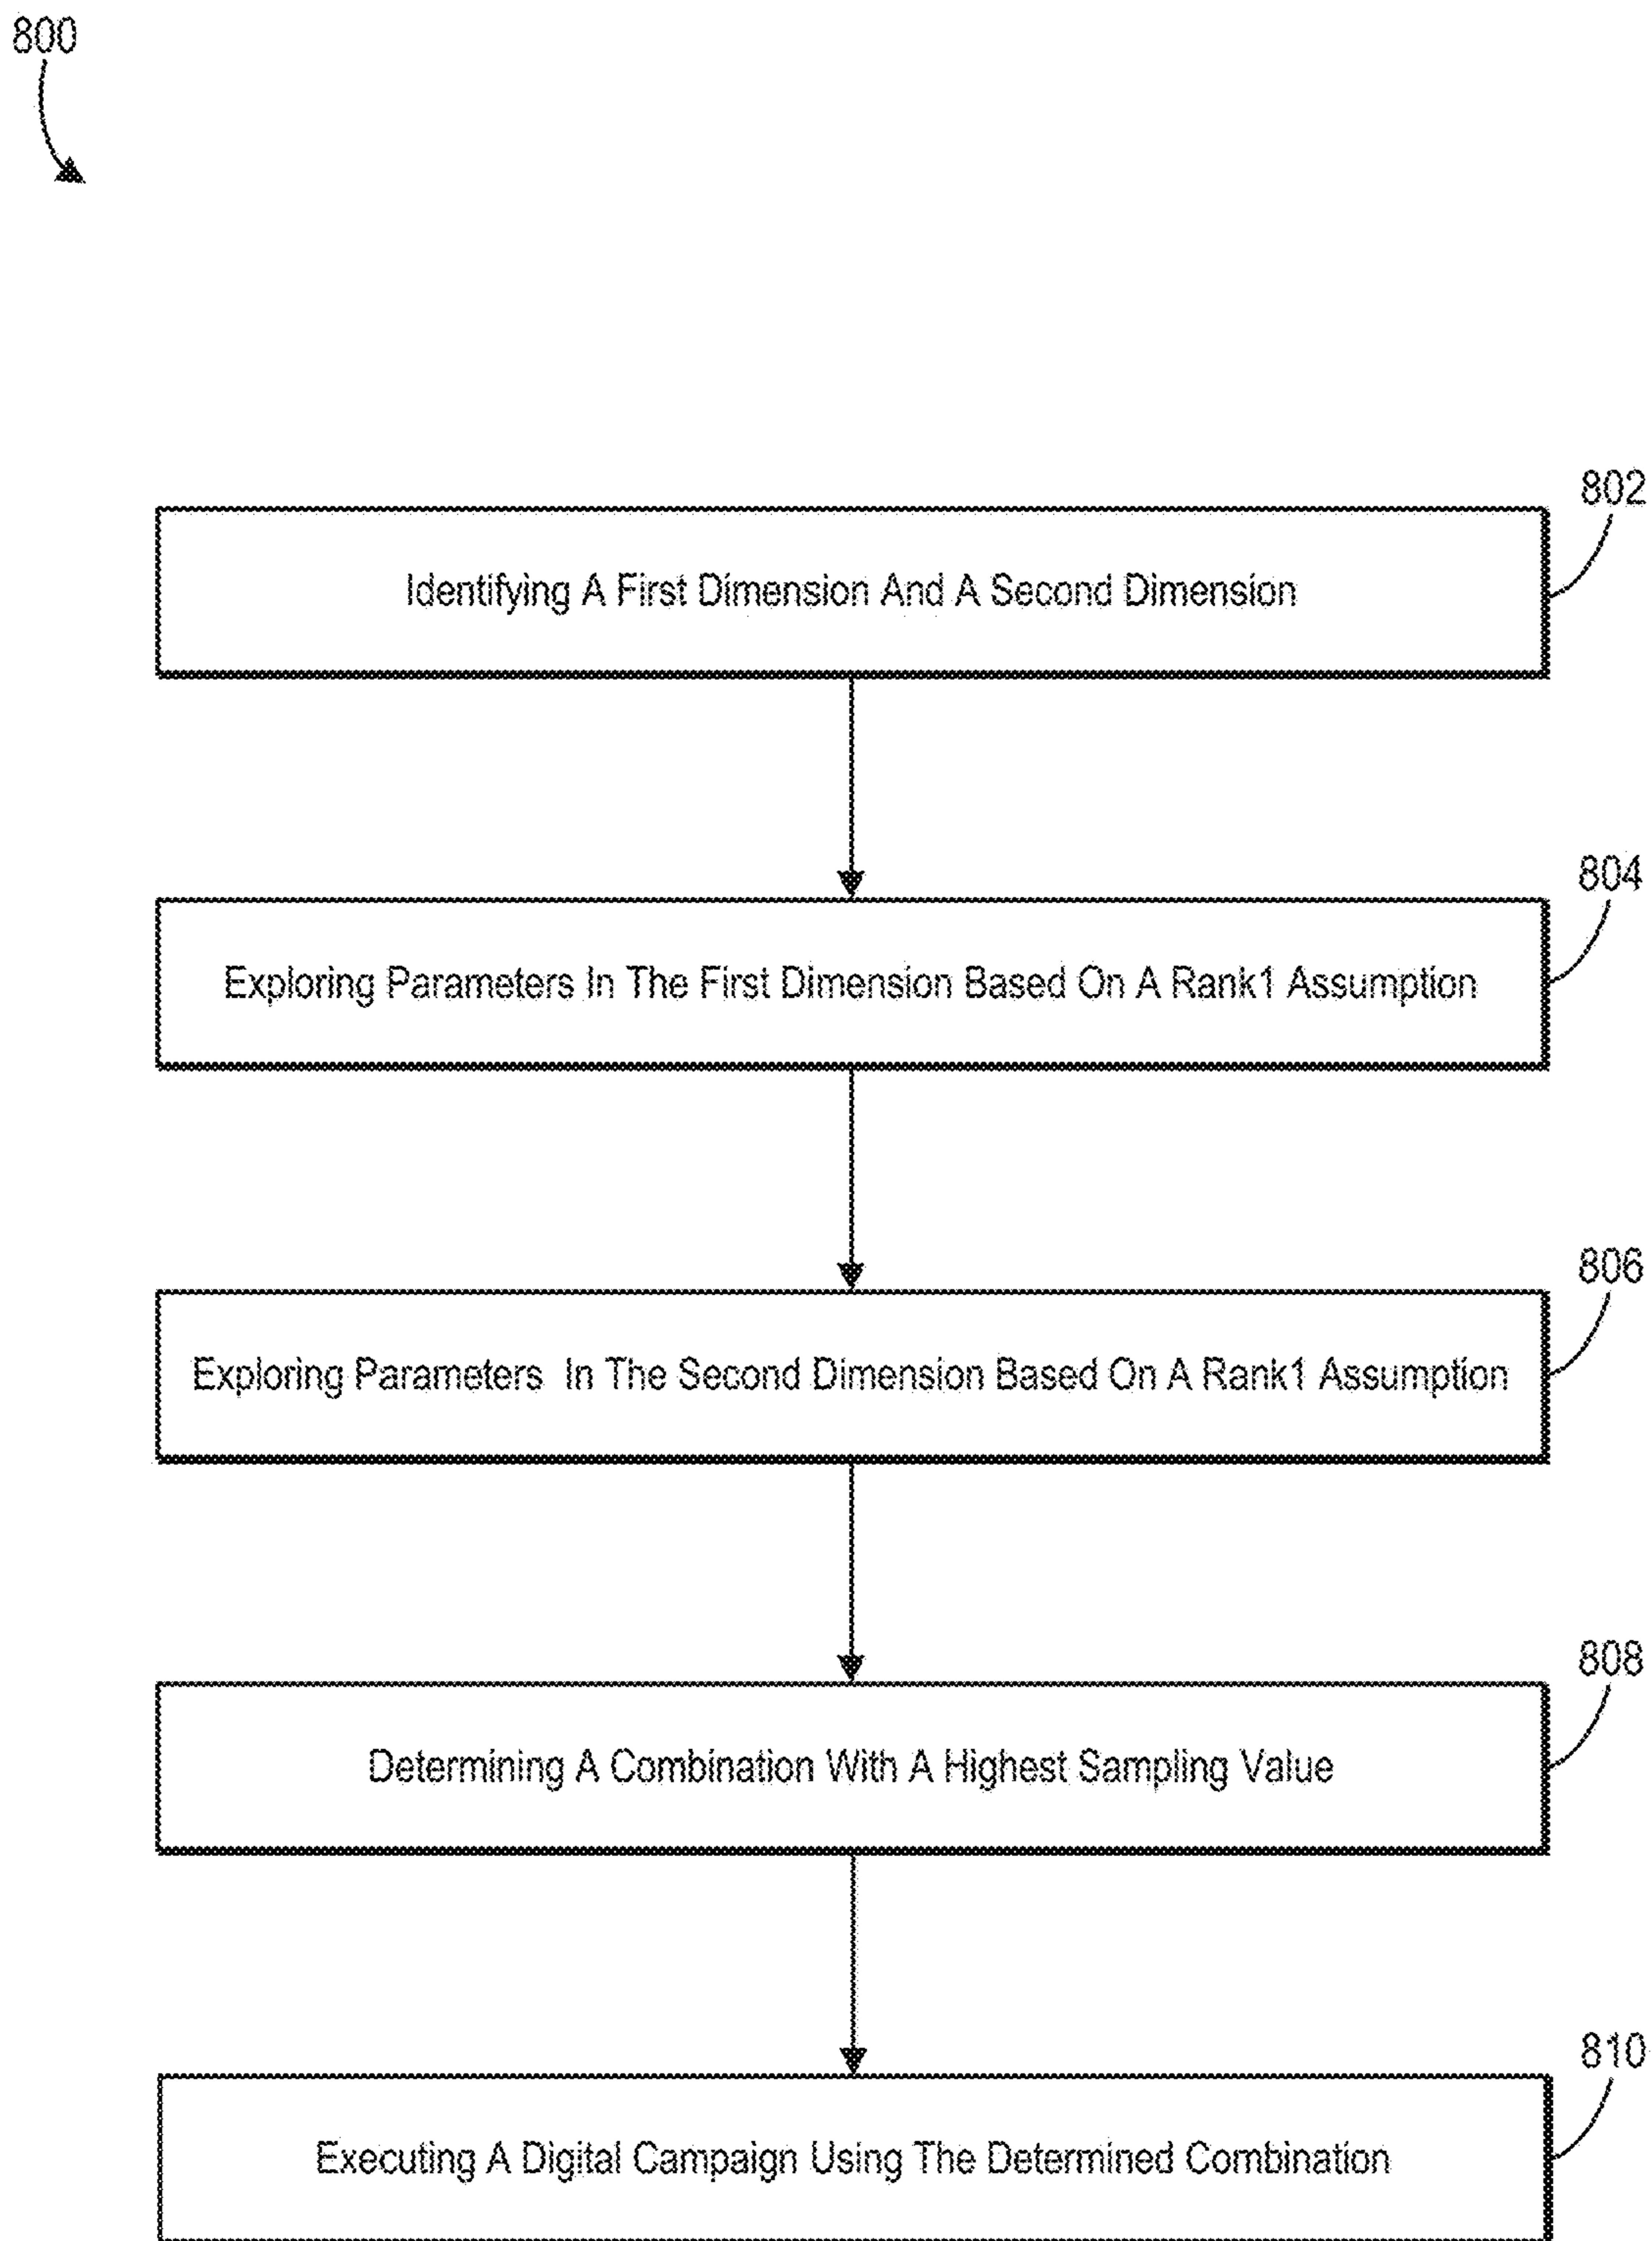 800
802
Identifying A First Dimension And A Second Dimension
804
Exploring Parameters In The First Dimension Based On A Rank1 Assumption
806
Exploring Parameters In The Second Dimension Based On A Rank1 Assumption
808
Determining A Combination With A Highest Sampling Value
810
Executing A Digital Campaign Using The Determined Combination